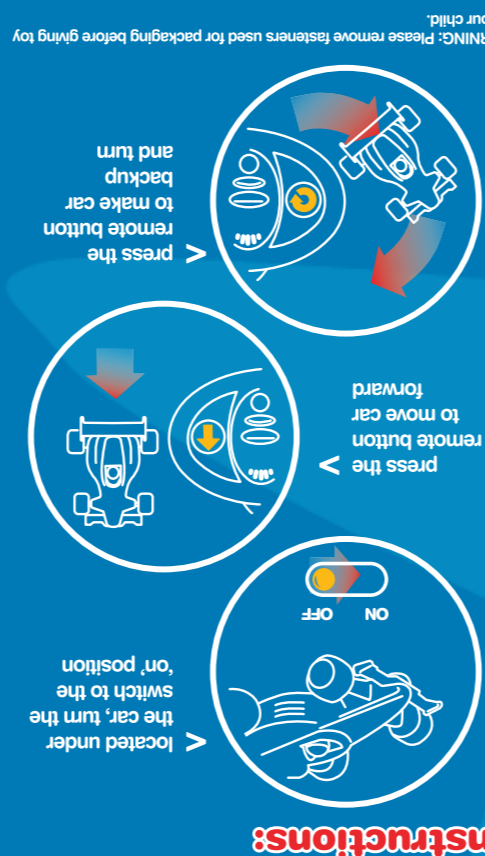 nstructions:
< located under
the car, turn the
switch to the
'on' position
ON OFF
press the >
remote button
to move car
forward
< press the
remote button
to make car
backup
and turn
RNING: Please remove fasteners used for packaging before giving toy
our child.